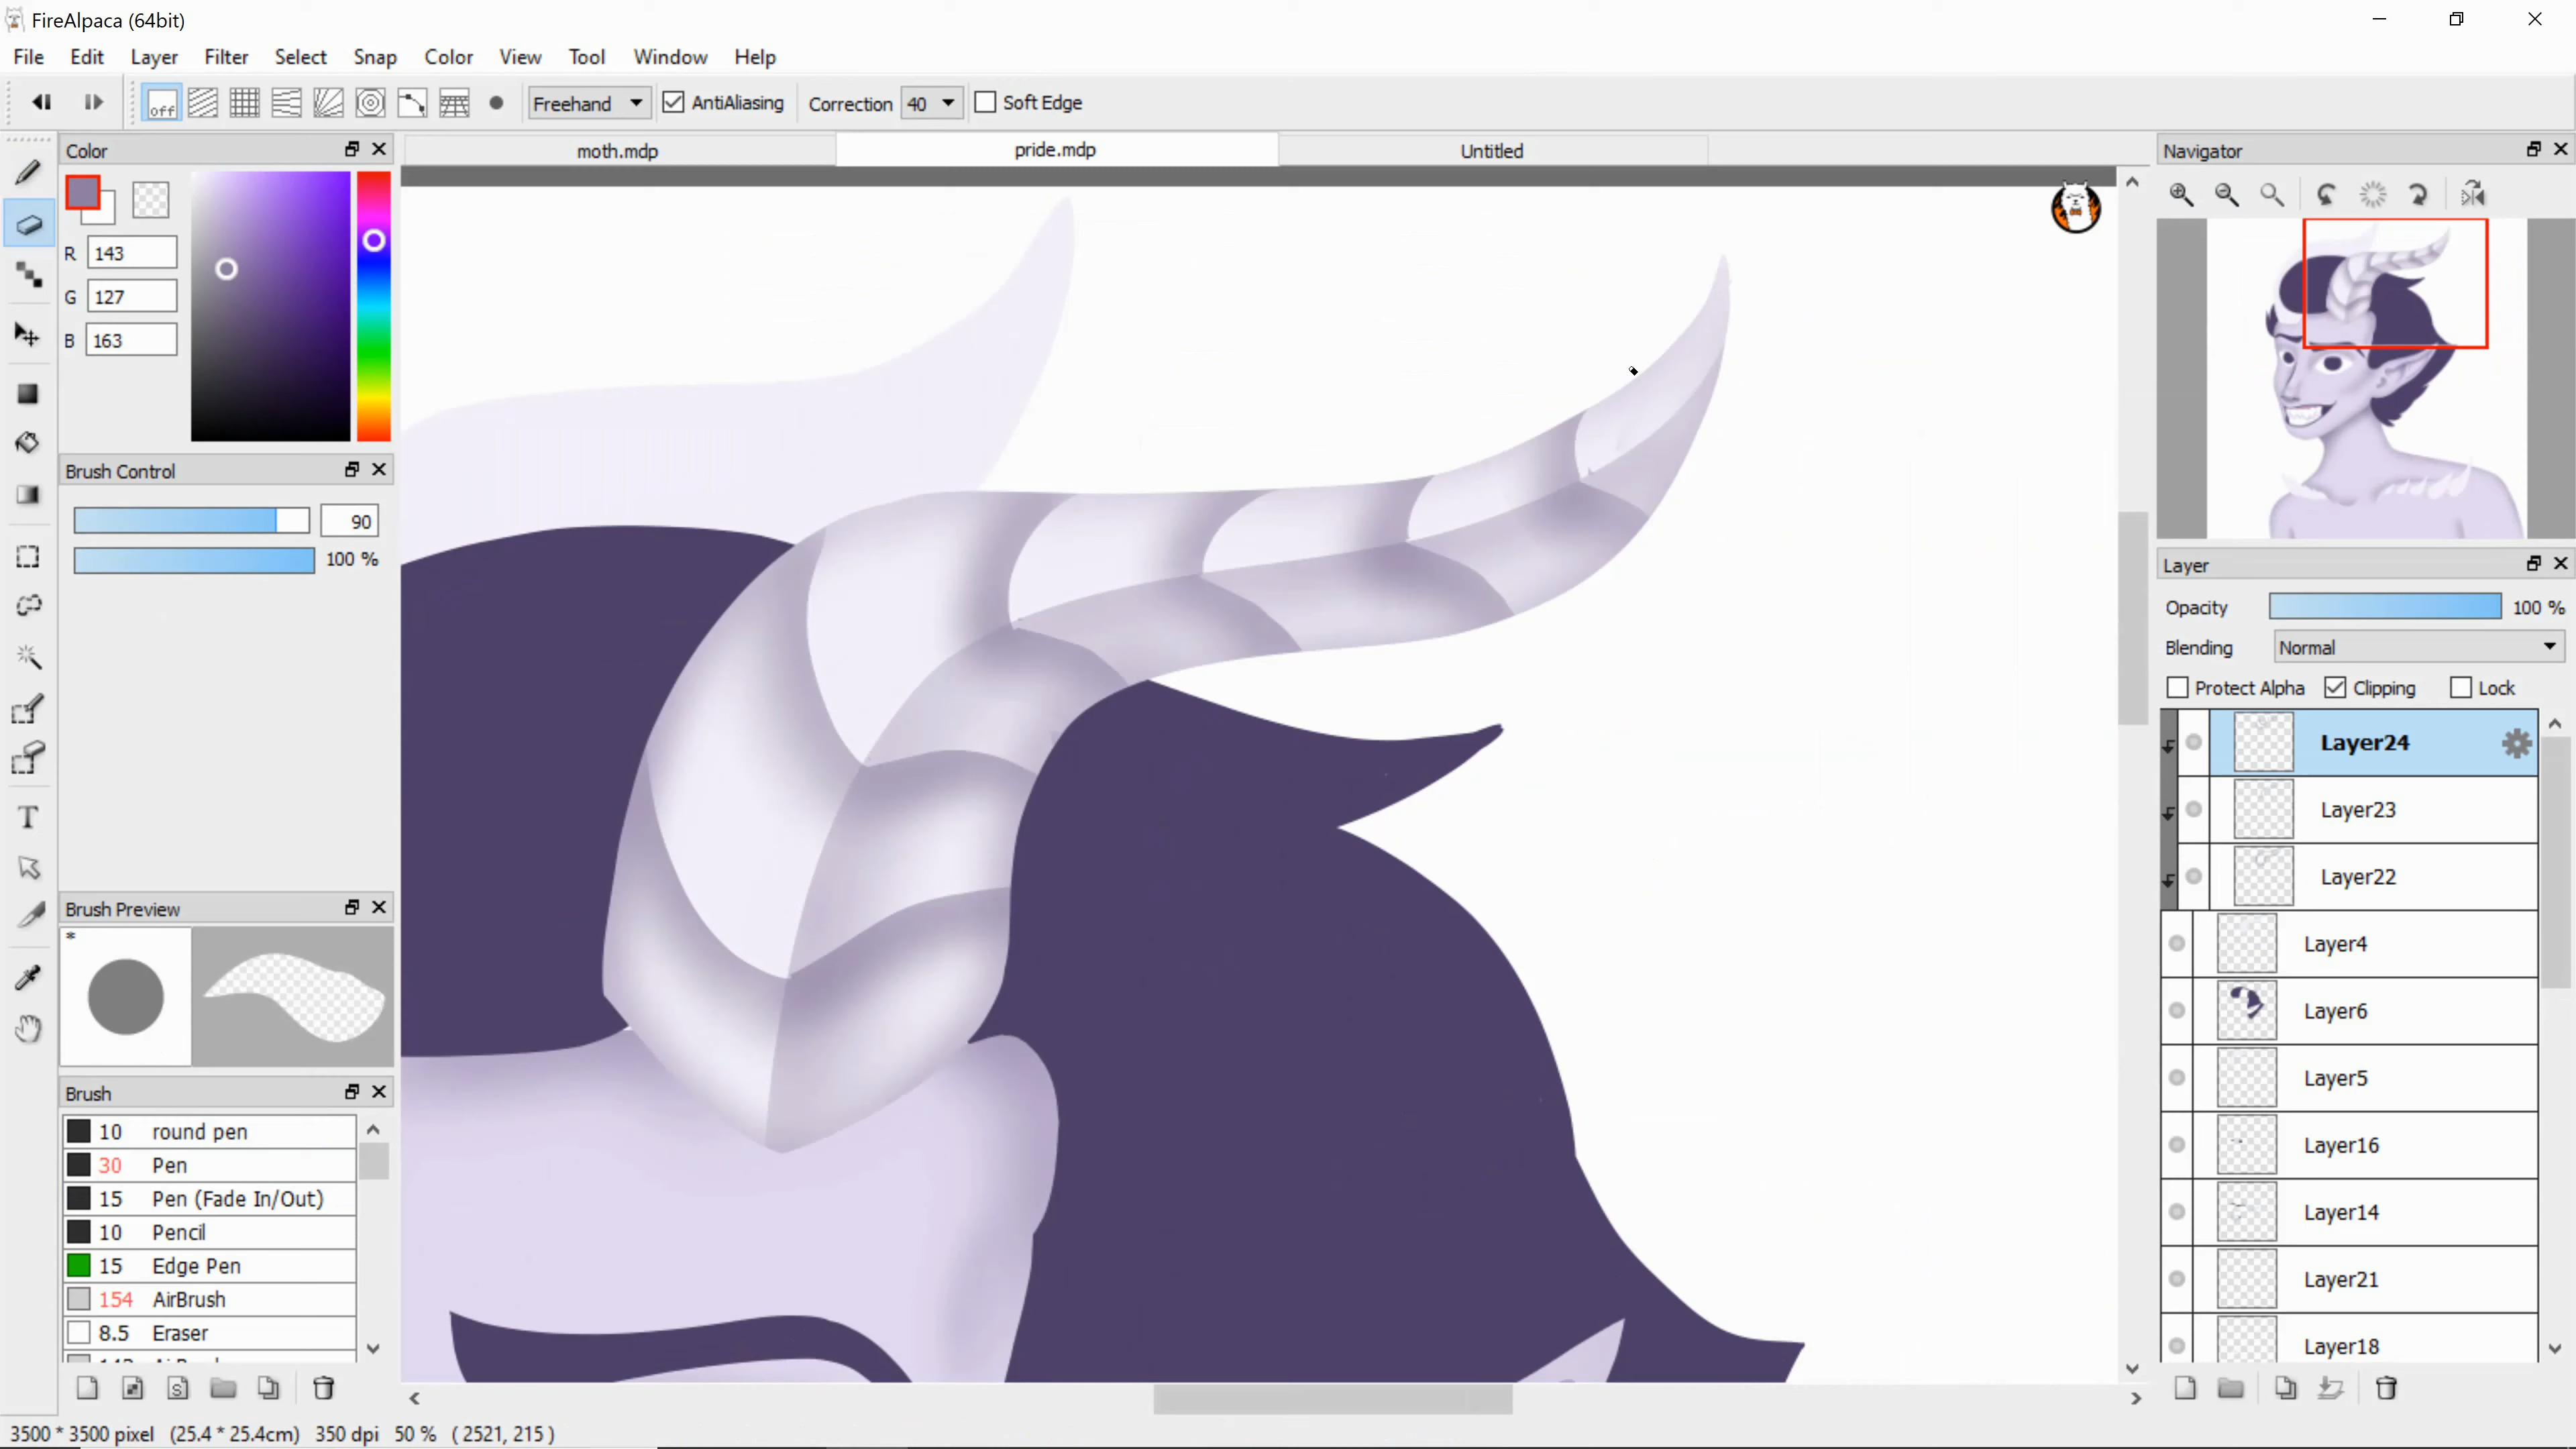 FireAlpaca (64bit)
File Edit Layer Filter Select Snap Color View Tool Window Help
off Freehand AntiAliasing Correction 40 Soft Edge
Color
moth.mdp pride.mdp Untitled
Navigator
R 143
G 127
B 163
Brush Control
90
100 %
Layer
Opacity 100 %
Blending Normal
Protect Alpha Clipping Lock
Layer24
Layer23
Layer22
Layer4
Layer6
Layer5
Layer16
Layer14
Layer21
Layer18
Brush Preview
*
Brush
10 round pen
30 Pen
15 Pen (Fade In/Out)
10 Pencil
15 Edge Pen
154 AirBrush
8.5 Eraser
S
T
3500 * 3500 pixel (25.4 * 25.4cm) 350 dpi 50 % ( 2521, 215 )